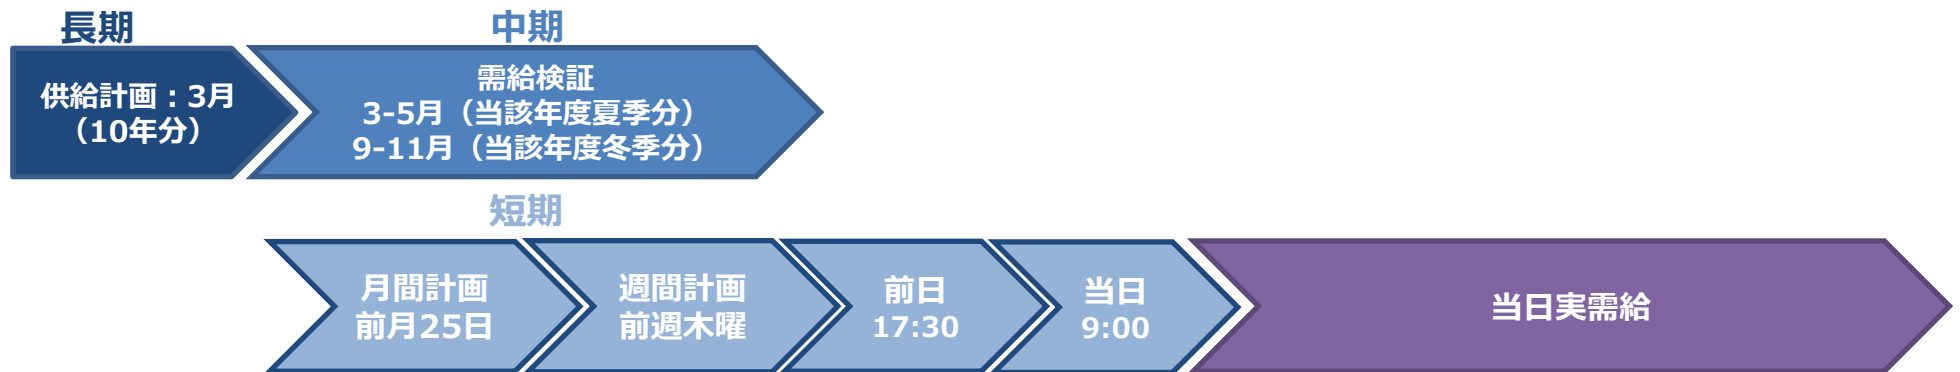 長期
供給計画：3月
（10年分）
中期
需給検証
3-5月（当該年度夏季分）
9-11月（当該年度冬季分）
短期
月間計画
前月25日
週間計画
前週木曜
前日
17:30
当日
9:00
当日実需給